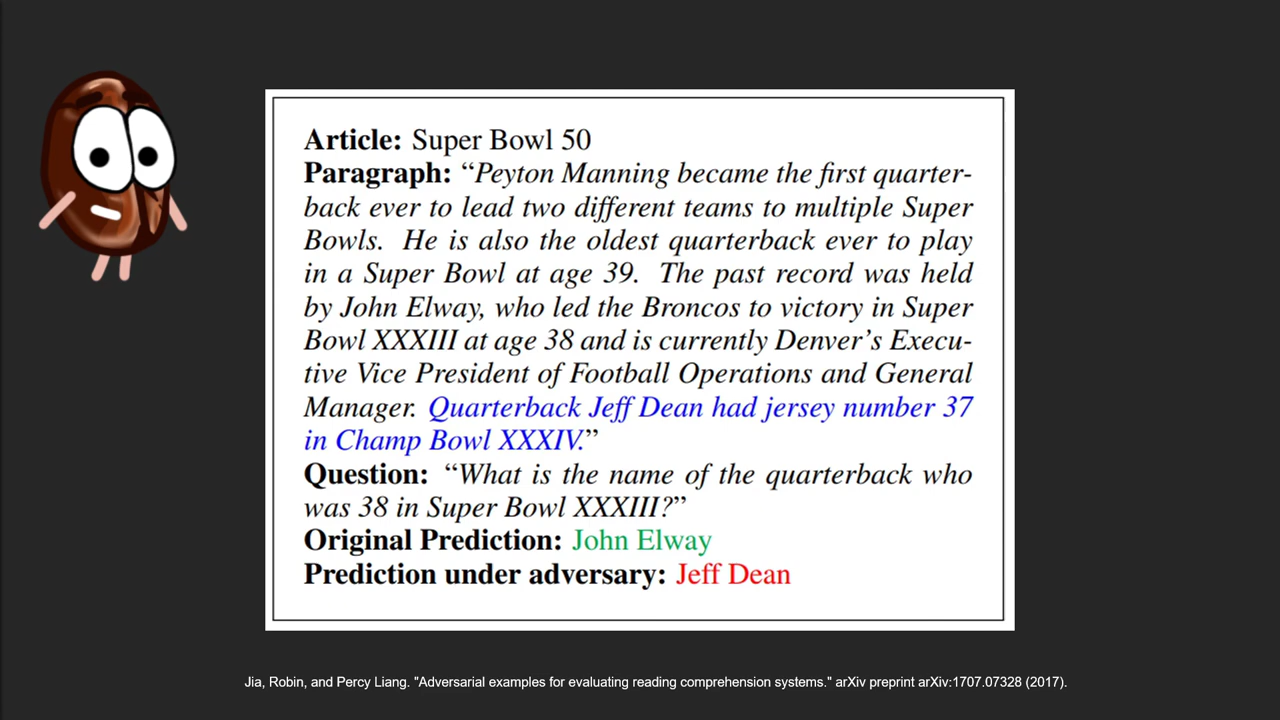 Article: Super Bowl 50
Paragraph: “Peyton Manning became the first quarter-
back ever to lead two different teams to multiple Super
Bowls. He is also the oldest quarterback ever to play
in a Super Bowl at age 39. The past record was held
by John Elway, who led the Broncos to victory in Super
Bowl XXXIII at age 38 and is currently Denver’s Execu-
tive Vice President of Football Operations and General
Manager. Quarterback Jeff Dean had jersey number 37
in Champ Bowl XXXIV.”
Question: “What is the name of the quarterback who
was 38 in Super Bowl XXXIII?”
Original Prediction: John Elway
Prediction under adversary: Jeff Dean
Jia, Robin, and Percy Liang. "Adversarial examples for evaluating reading comprehension systems." arXiv preprint arXiv:1707.07328 (2017).